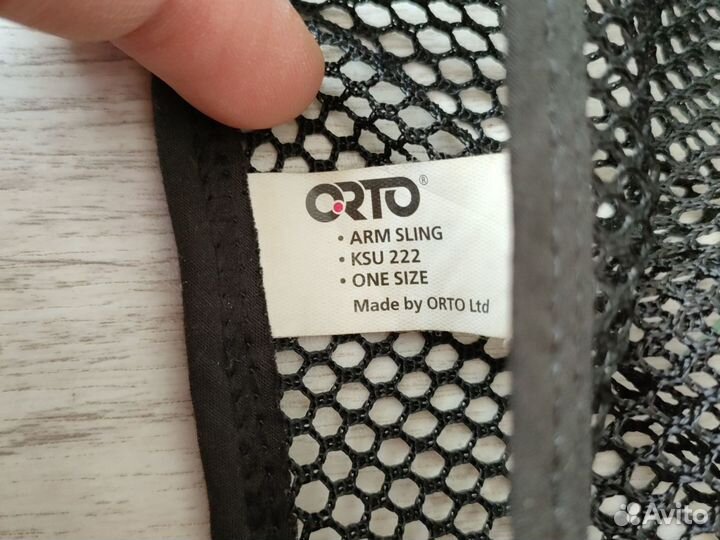 ORTO®
• ARM SLING
• KSU 222
• ONE SIZE
Made by ORTO Ltd
Avito